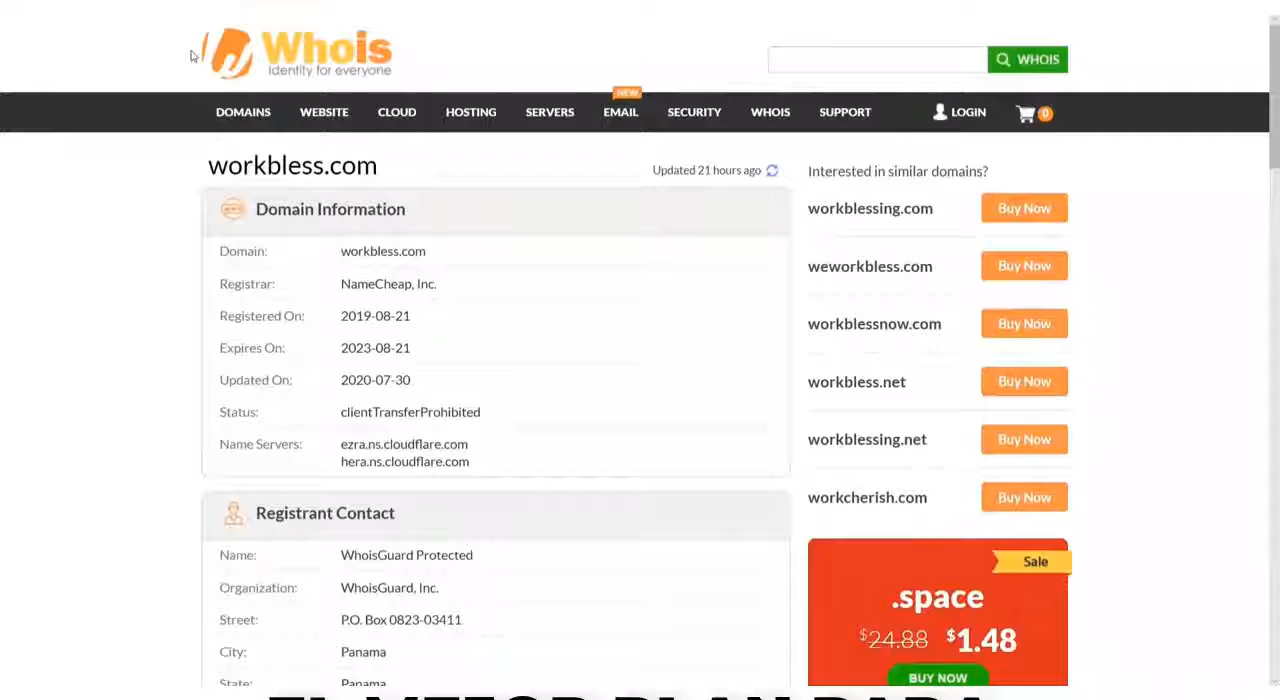 Whois
Identity for everyone
WHOIS
NEW
DOMAINS WEBSITE CLOUD HOSTING SERVERS EMAIL SECURITY WHOIS SUPPORT LOGIN 0
workbless.com
Updated 21 hours ago
Domain Information
Domain: workbless.com
Registrar: NameCheap, Inc.
Registered On: 2019-08-21
Expires On: 2023-08-21
Updated On: 2020-07-30
Status: clientTransferProhibited
Name Servers: ezra.ns.cloudflare.com
hera.ns.cloudflare.com
Registrant Contact
Name: WhoisGuard Protected
Organization: WhoisGuard, Inc.
Street: P.O. Box 0823-03411
City: Panama
State: Panama
Interested in similar domains?
workblessing.com Buy Now
weworkbless.com Buy Now
workblessnow.com Buy Now
workbless.net Buy Now
workblessing.net Buy Now
workcherish.com Buy Now
Sale
.space
$24.88 $1.48
BUY NOW